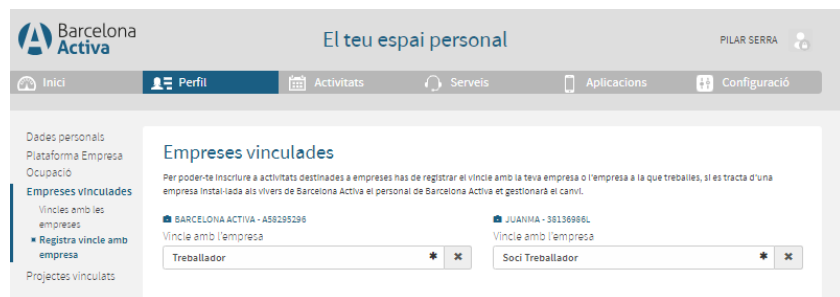 Barcelona
Activa
El teu espai personal
PILAR SERRA
Inici
Perfil
Activitats
Serveis
Aplicacions
Configuració
Dades personals
Plataforma Empresa
Ocupació
Empreses vinculades
Vincles amb les
empreses
Registra vincle amb
empresa
Projectes vinculats
Empreses vinculades
Per poder-te inscriure a activitats destinades a empreses has de registrar el vincle amb la teva empresa o l'empresa a la que treballes, si es tracta d'una
empresa instal·lada als vivers de Barcelona Activa el personal de Barcelona Activa et gestionarà el canvi.
BARCELONA ACTIVA - A58295296
Vincle amb l'empresa
Treballador
JUANMA - 38136986L
Vincle amb l'empresa
Soci Treballador